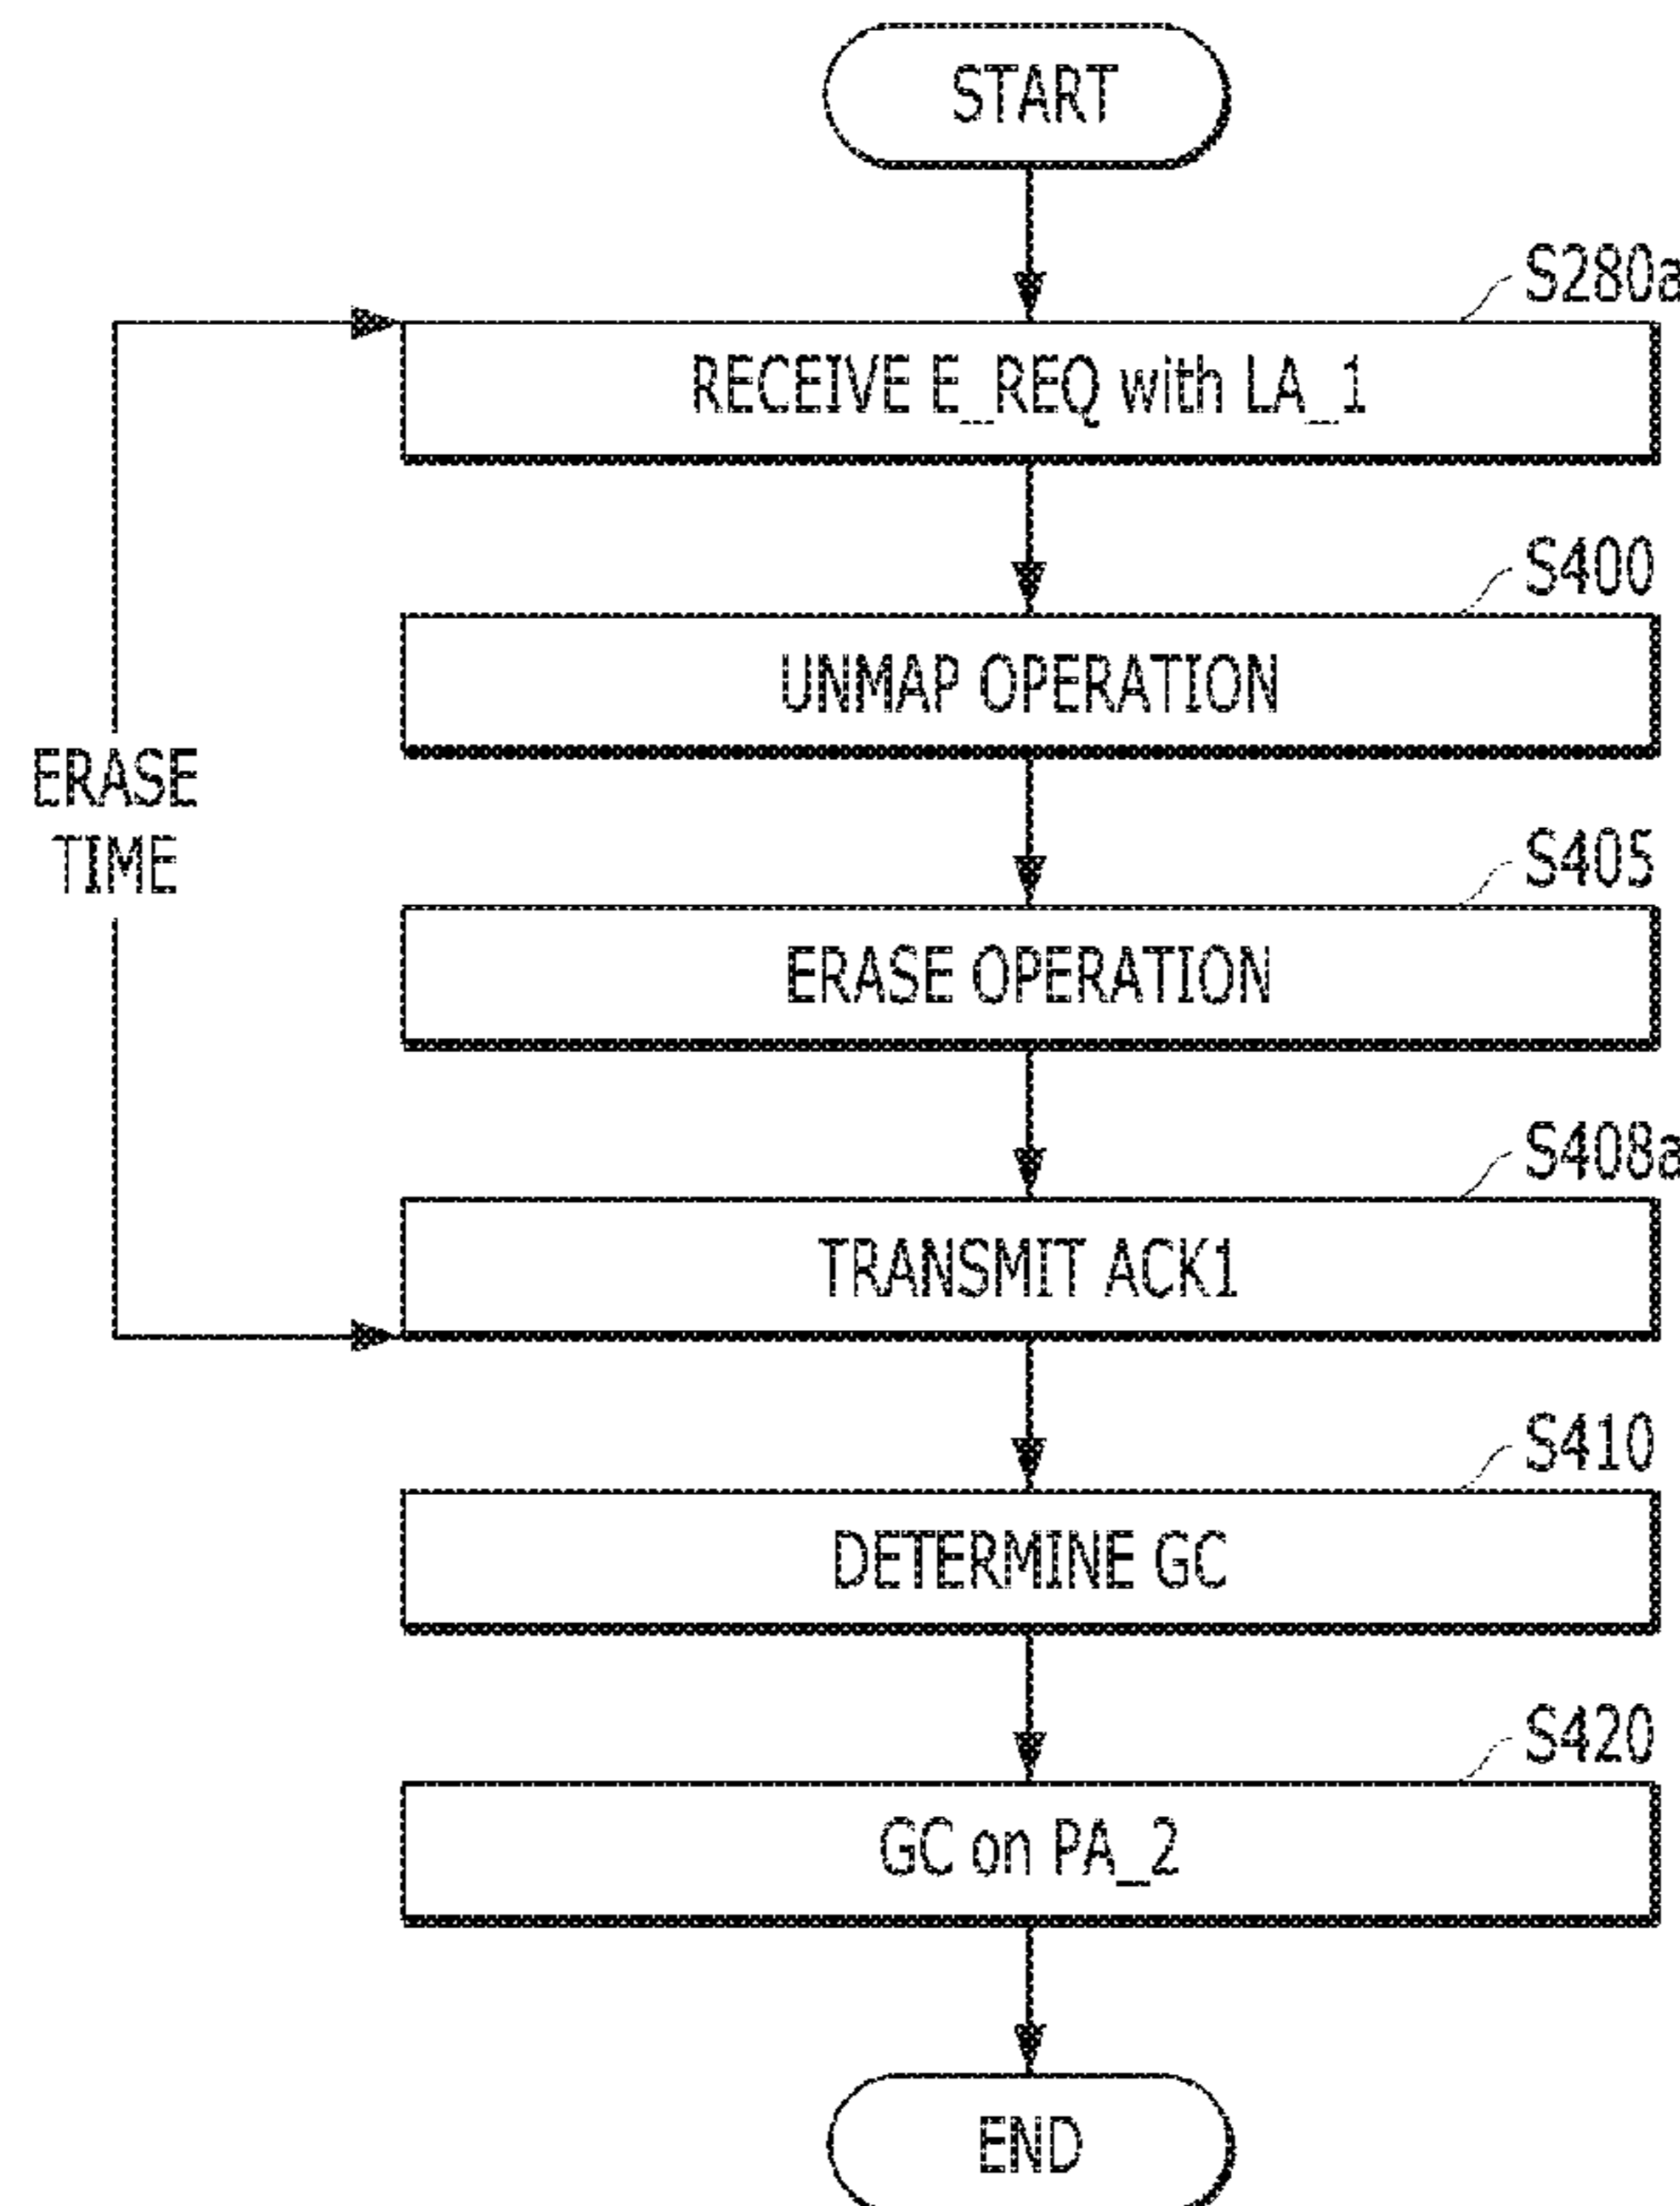 START
S280a
RECEIVE E_REQ with LA_1
S400
UNMAP OPERATION
ERASE
TIME
S405
ERASE OPERATION
S408a
TRANSMIT ACK1
S410
DETERMINE GC
S420
GC on PA_2
END